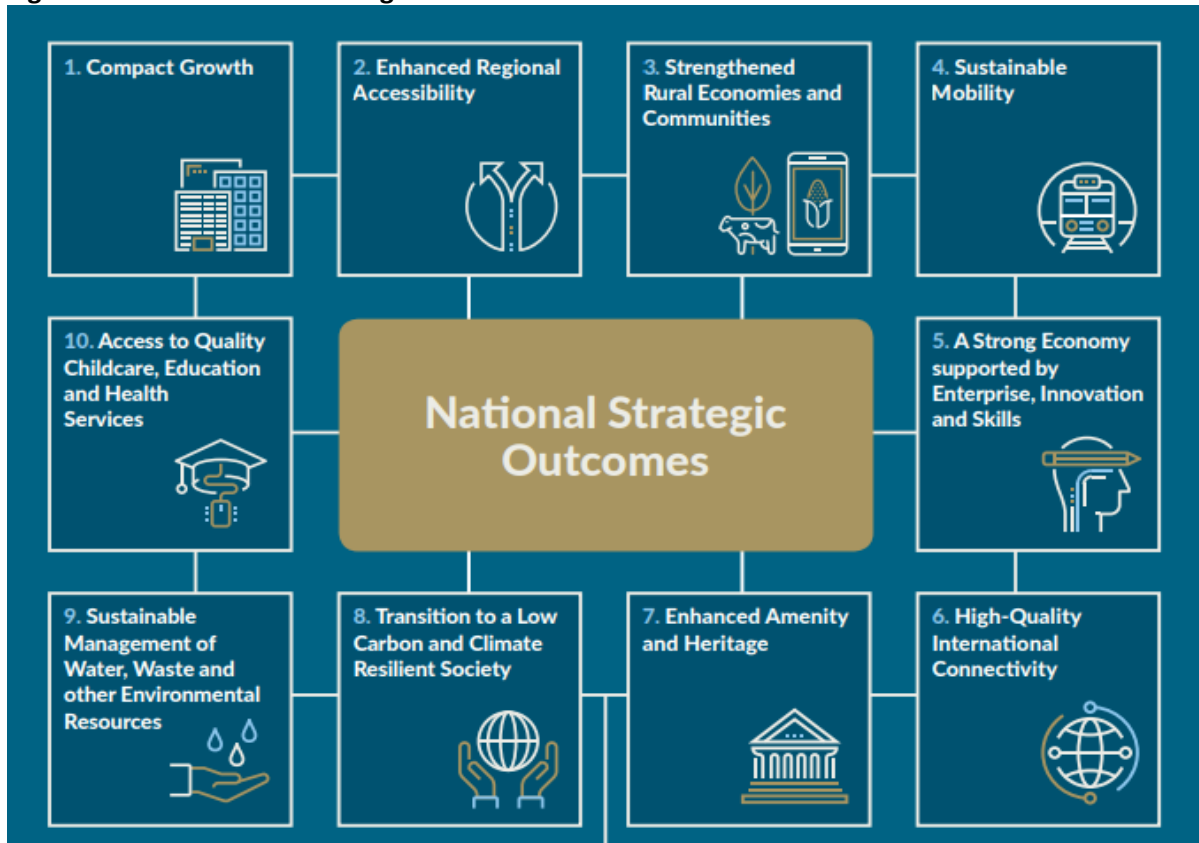 1. Compact Growth
2. Enhanced Regional
Accessibility
3. Strengthened
Rural Economies and
Communities
4. Sustainable
Mobility
10. Access to Quality
Childcare, Education
and Health
Services
National Strategic
Outcomes
5. A Strong Economy
supported by
Enterprise, Innovation
and Skills
9. Sustainable
Management of
Water, Waste and
other Environmental
Resources
8. Transition to a Low
Carbon and Climate
Resilient Society
7. Enhanced Amenity
and Heritage
6. High-Quality
International
Connectivity